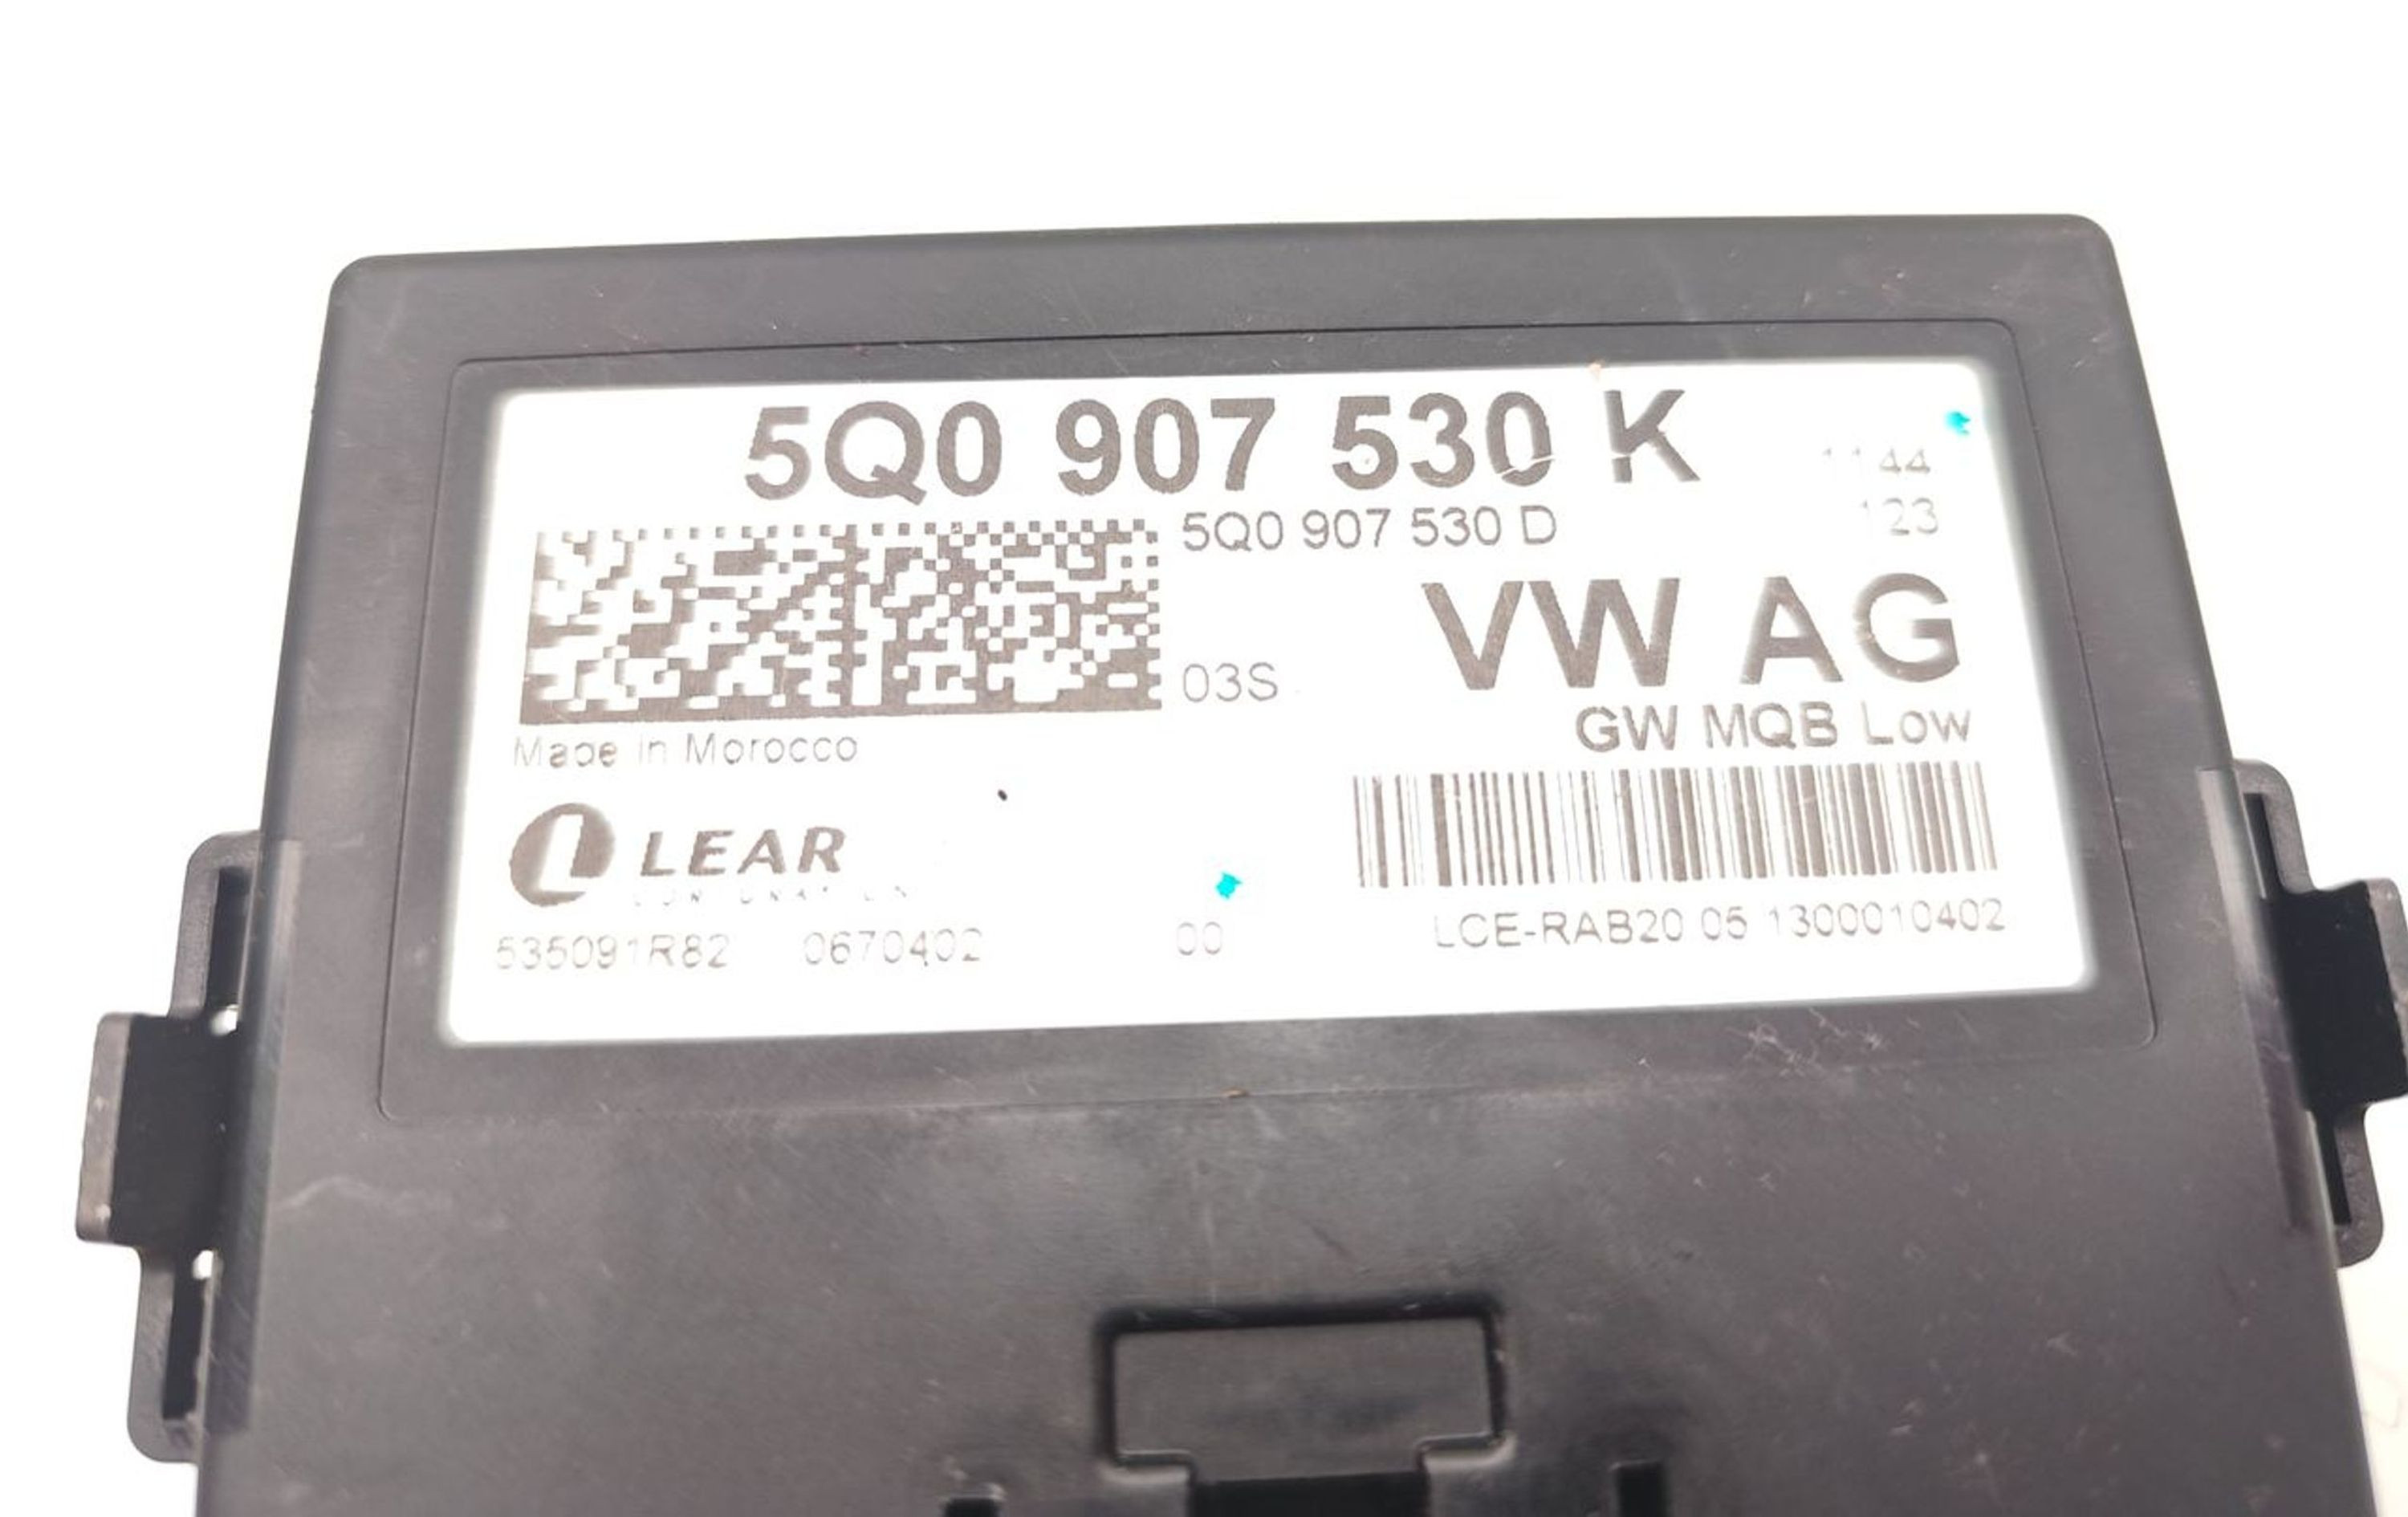 5Q0 907 530 K
1144
5Q0 907 530 D
123
VW AG
03S
GW MQB Low
Made in Morocco
LEAR
CORPORATION
535091R82 0670402 00 LCE-RAB20 05 1300010402